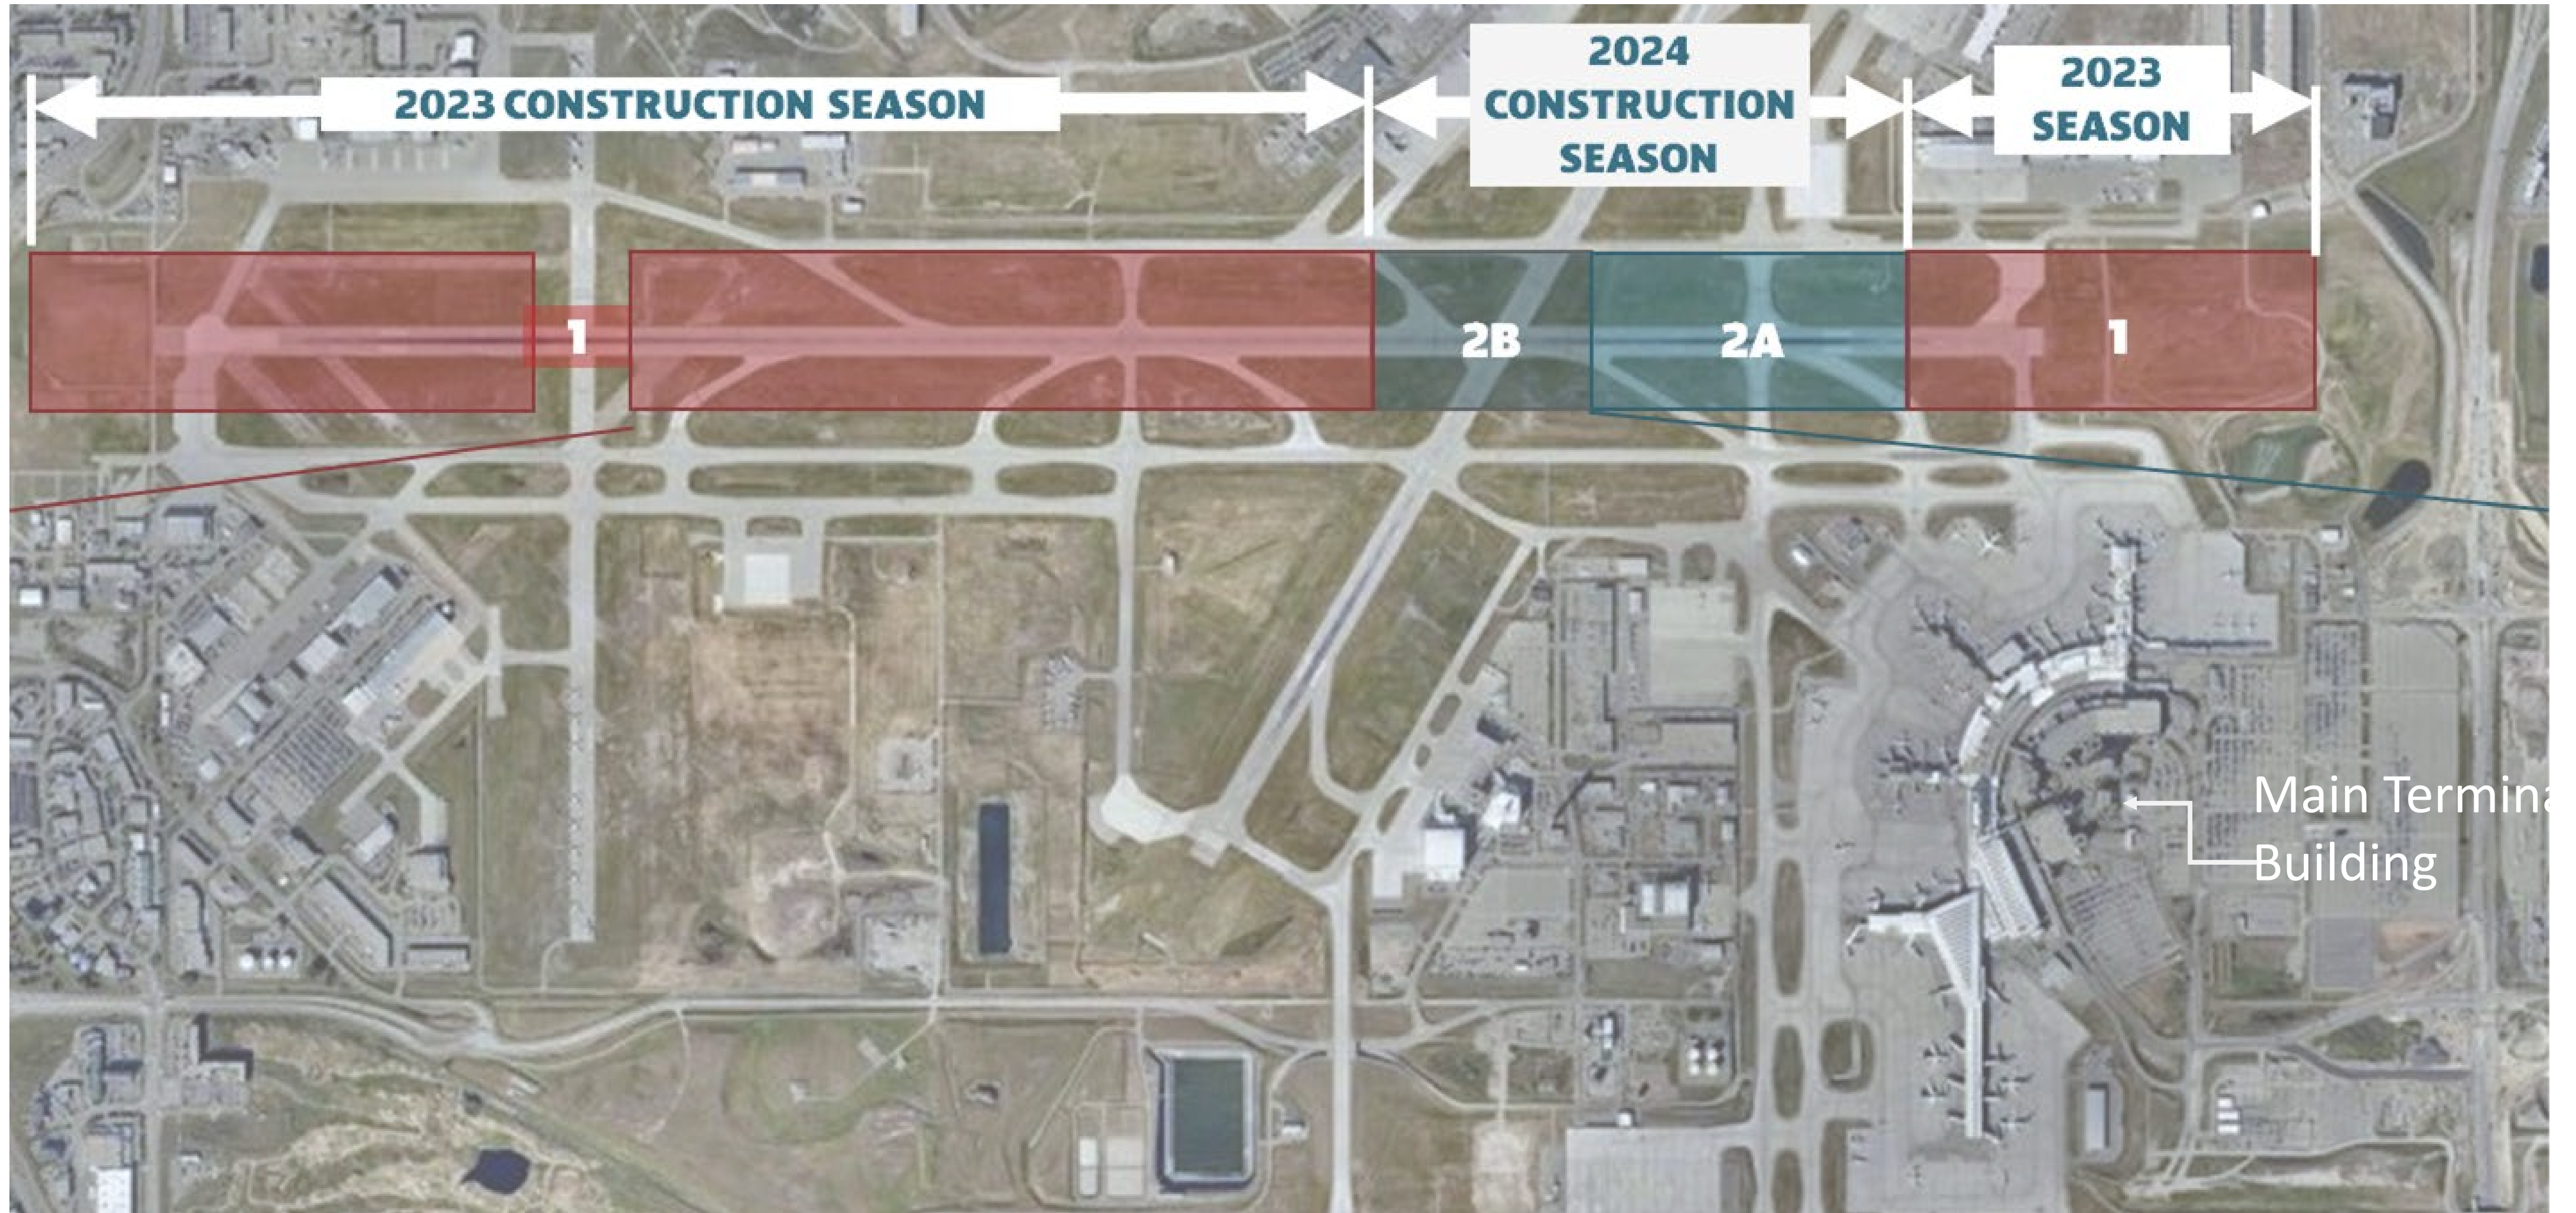 2023 CONSTRUCTION SEASON
2024
CONSTRUCTION
SEASON
2023
SEASON
1
2B
2A
1
Main Termina
Building